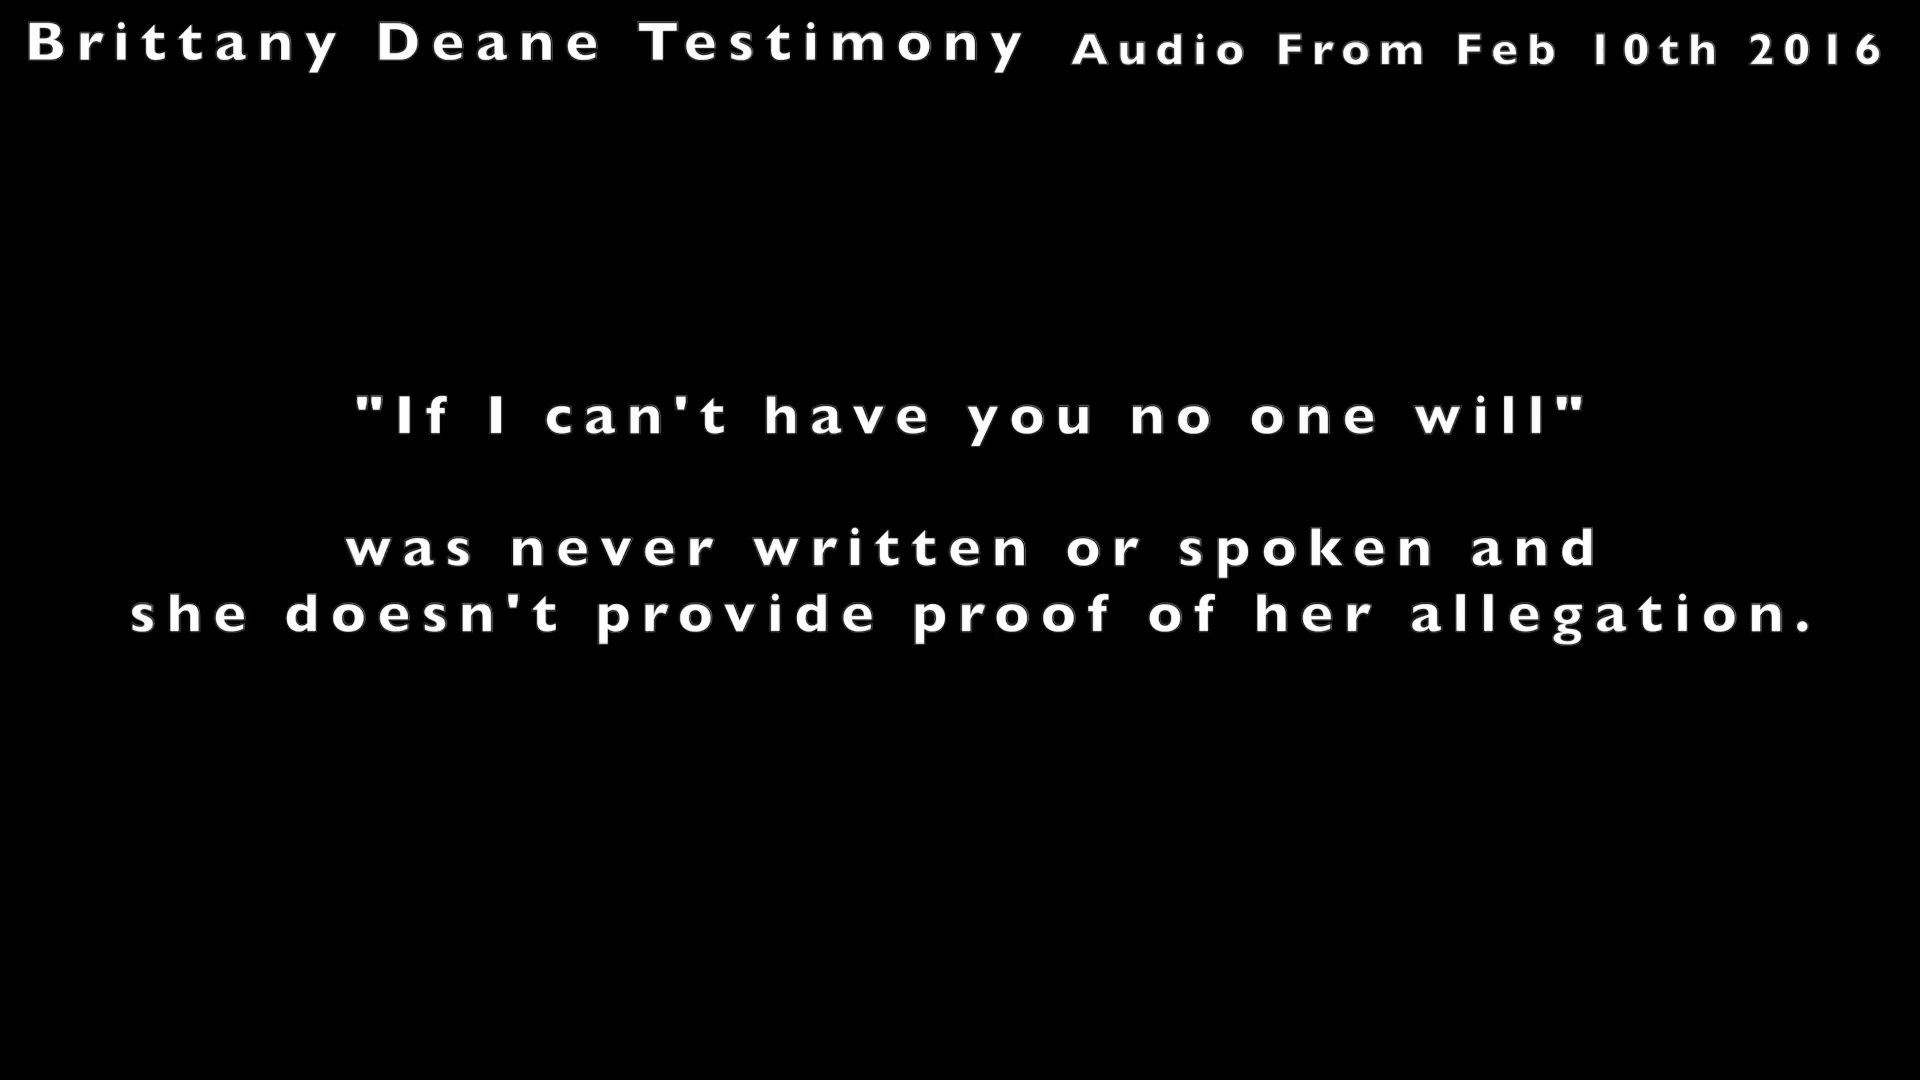 Brittany Deane Testimony Audio From Feb 10th 2016
"If I can't have you no one will"
was never written or spoken and
she doesn't provide proof of her allegation.